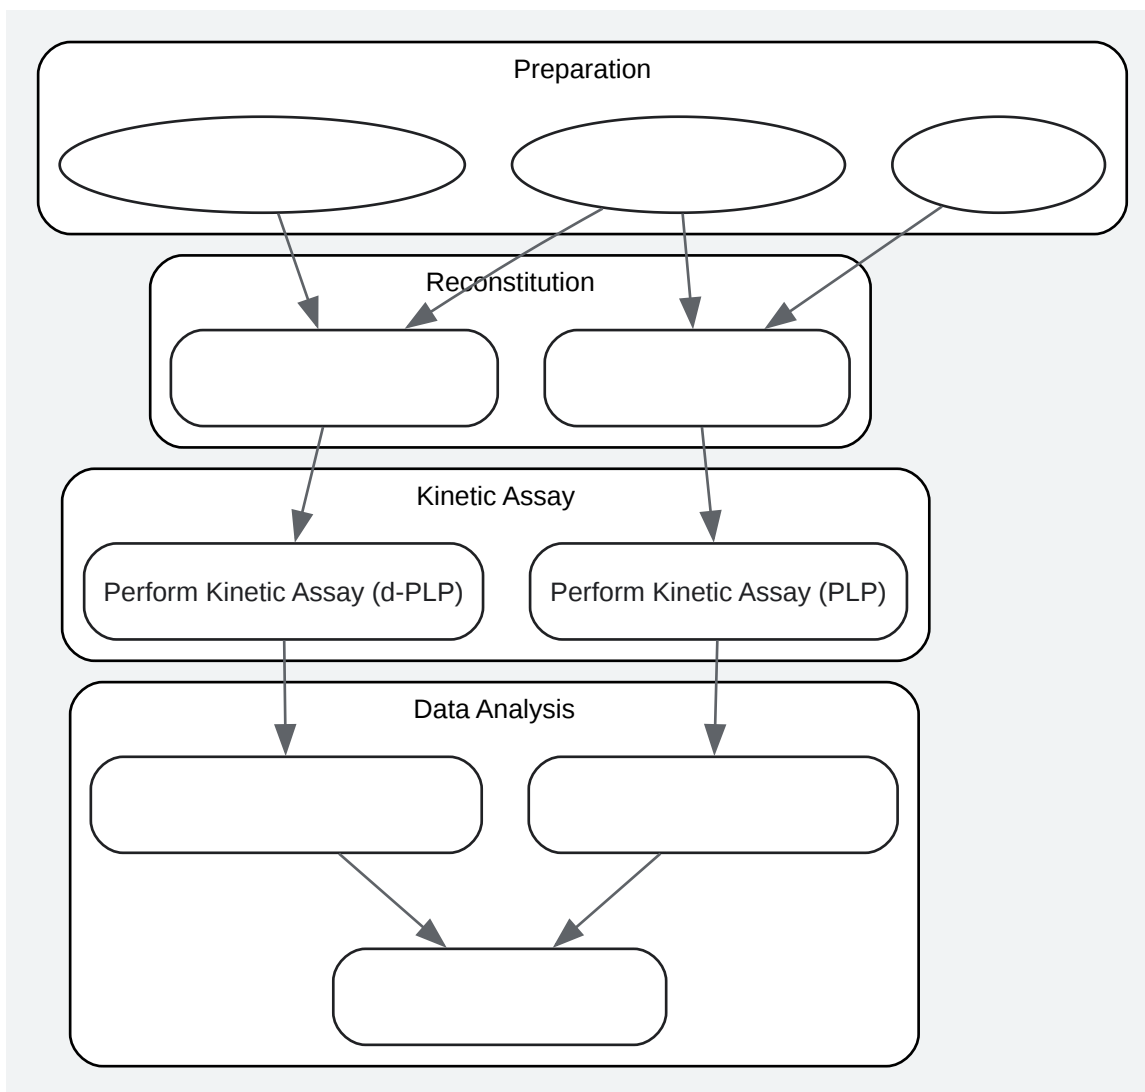 Preparation
Reconstitution
Kinetic Assay
Perform Kinetic Assay (d-PLP)
Perform Kinetic Assay (PLP)
Data Analysis